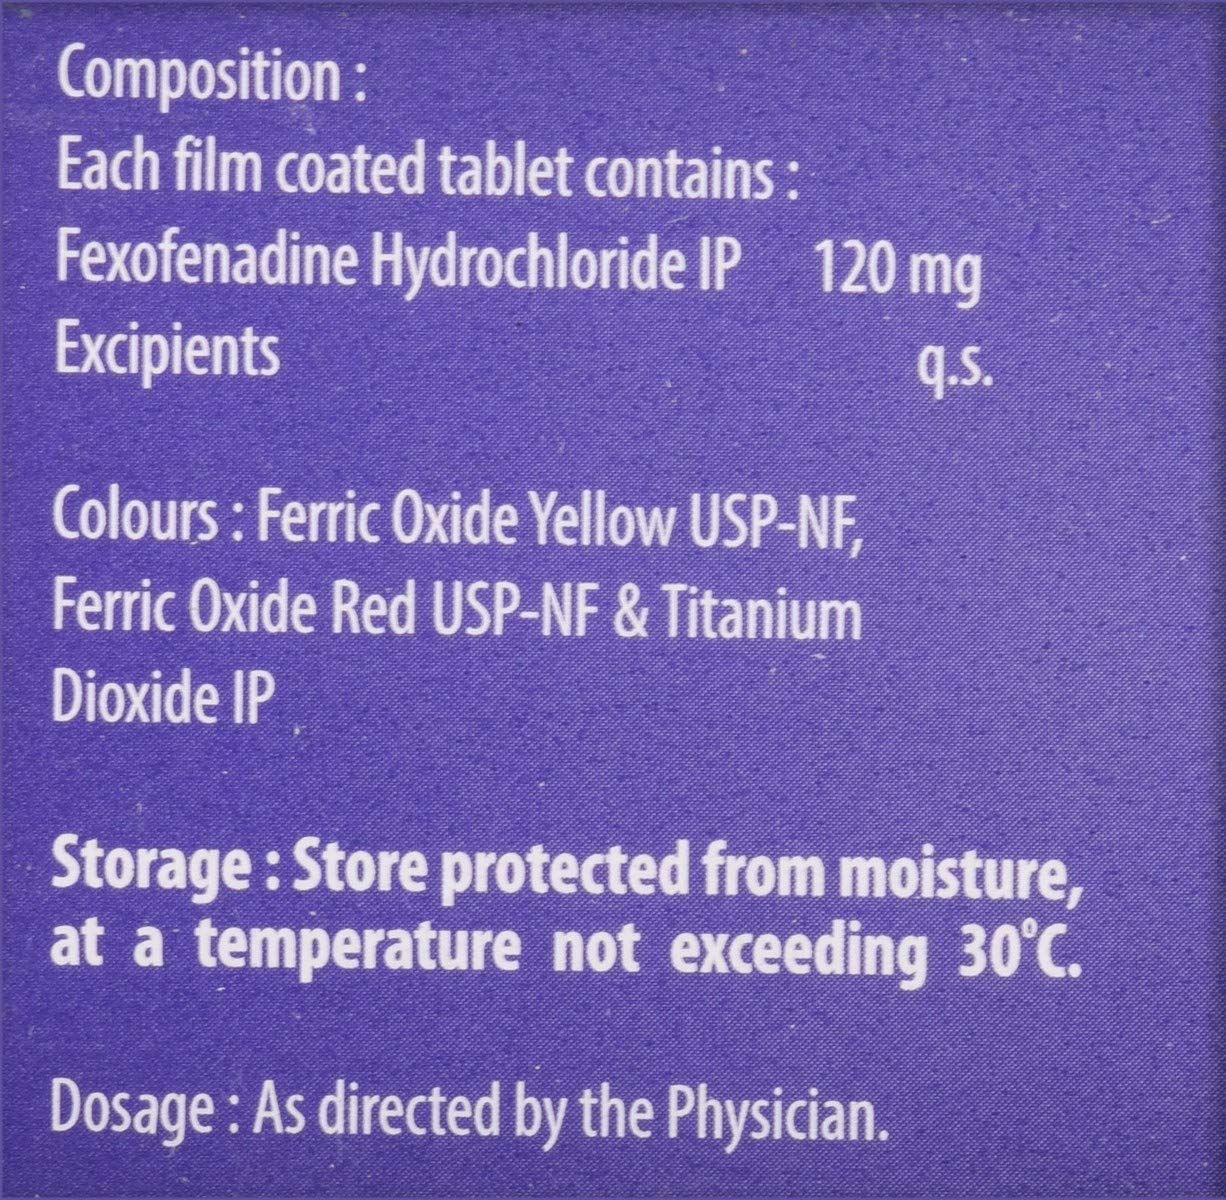 Composition :
Each film coated tablet contains :
Fexofenadine Hydrochloride IP 120 mg
Excipients q.s.
Colours : Ferric Oxide Yellow USP-NF,
Ferric Oxide Red USP-NF & Titanium
Dioxide IP
Storage : Store protected from moisture,
at a temperature not exceeding 30°C.
Dosage : As directed by the Physician.